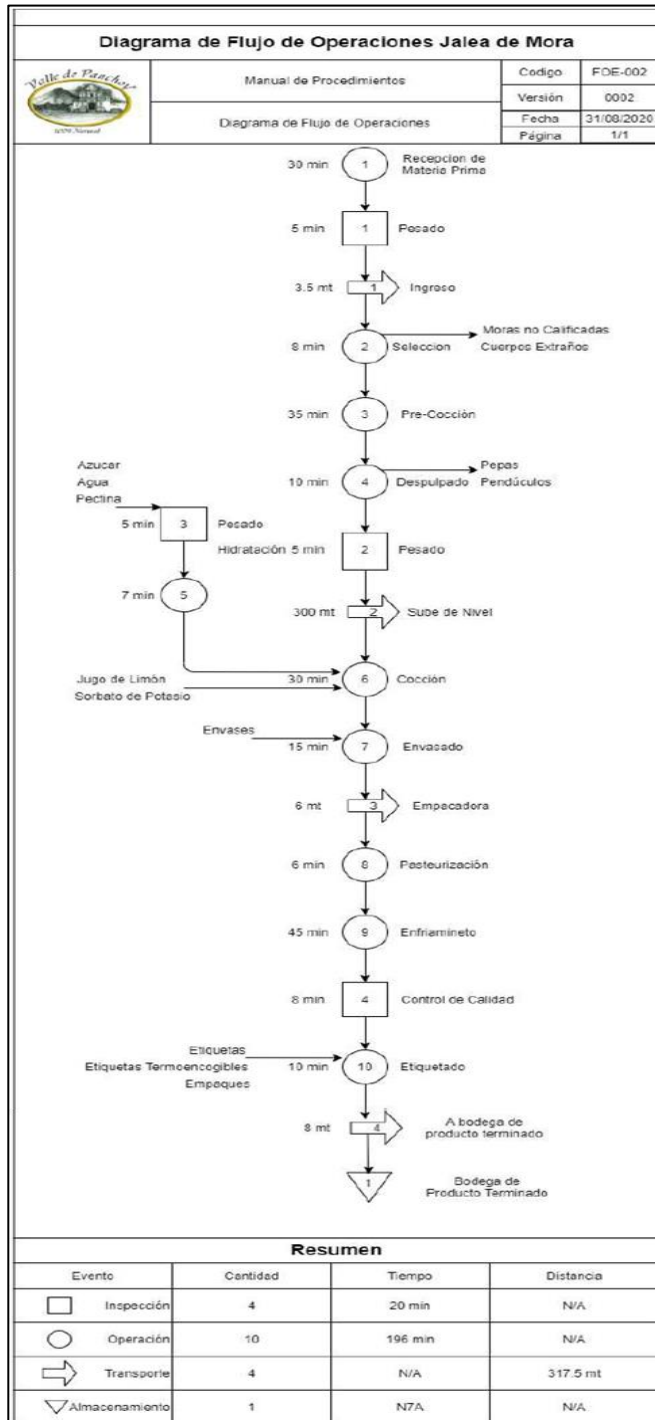 Diagrama de Flujo de Operaciones Jalea de Mora
Valle de Panchoy
100% Natural
Manual de Procedimientos
Diagrama de Flujo de Operaciones
Codigo FOE-002
Versión 0002
Fecha 31/08/2020
Página 1/1
30 min 1 Recepcion de
Materia Prima
5 min 1 Pesado
3.5 mt 1 Ingreso
8 min 2 Seleccion
Moras no Calificadas
Cuerpos Extraños
35 min 3 Pre-Cocción
10 min 4 Despulpado
Pepas
Pendúculos
Azucar
Agua
Pectina
5 min 3 Pesado
Hidratación 5 min 2 Pesado
7 min 5
300 mt 2 Sube de Nivel
Jugo de Limón
Sorbato de Potasio
30 min 6 Cocción
Envases
15 min 7 Envasado
6 mt 3 Empacadora
6 min 8 Pasteurización
45 min 9 Enfriamineto
8 min 4 Control de Calidad
Etiquetas
Etiquetas Termoencogibles
Empaques
10 min 10 Etiquetado
8 mt 4 A bodega de
producto terminado
1 Bodega de
Producto Terminado
Resumen
Evento Cantidad Tiempo Distancia
Inspección 4 20 min N/A
Operación 10 196 min N/A
Transporte 4 N/A 317.5 mt
Almacenamiento 1 N7A N/A